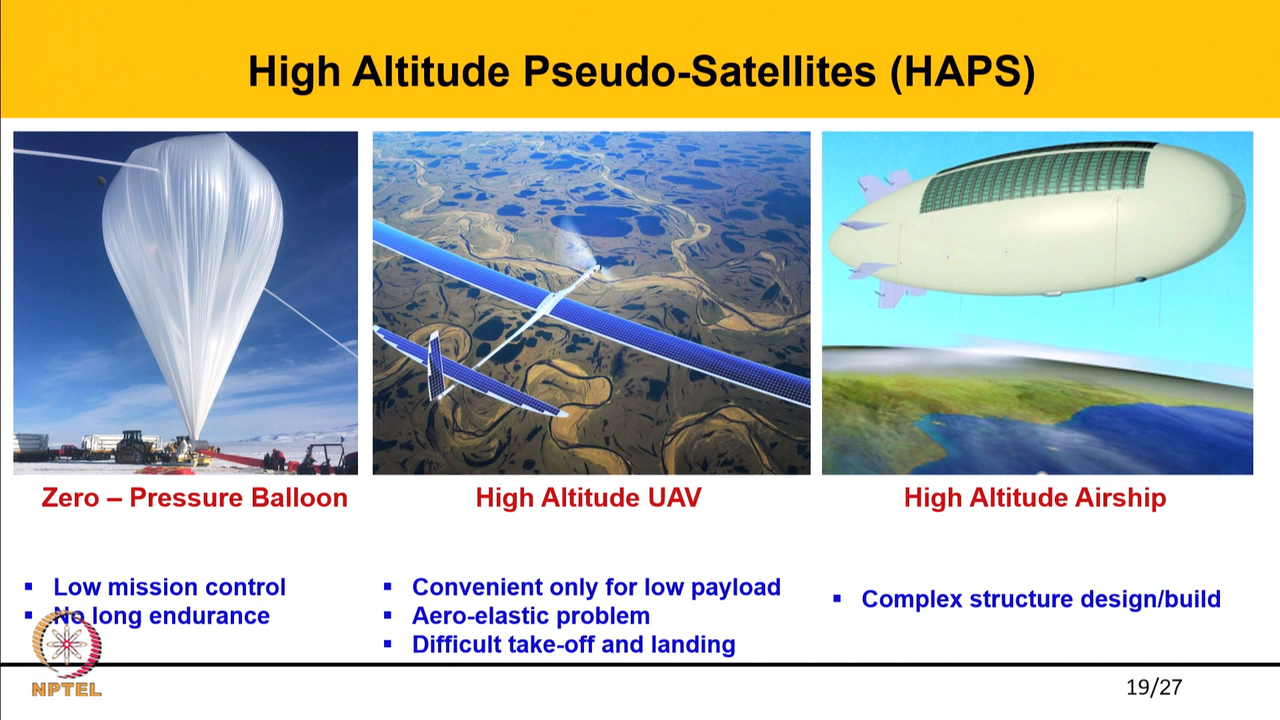 High Altitude Pseudo-Satellites (HAPS)
Zero – Pressure Balloon
High Altitude UAV
High Altitude Airship
▪ Low mission control
▪ No long endurance
▪ Convenient only for low payload
▪ Aero-elastic problem
▪ Difficult take-off and landing
▪ Complex structure design/build
NPTEL
19/27